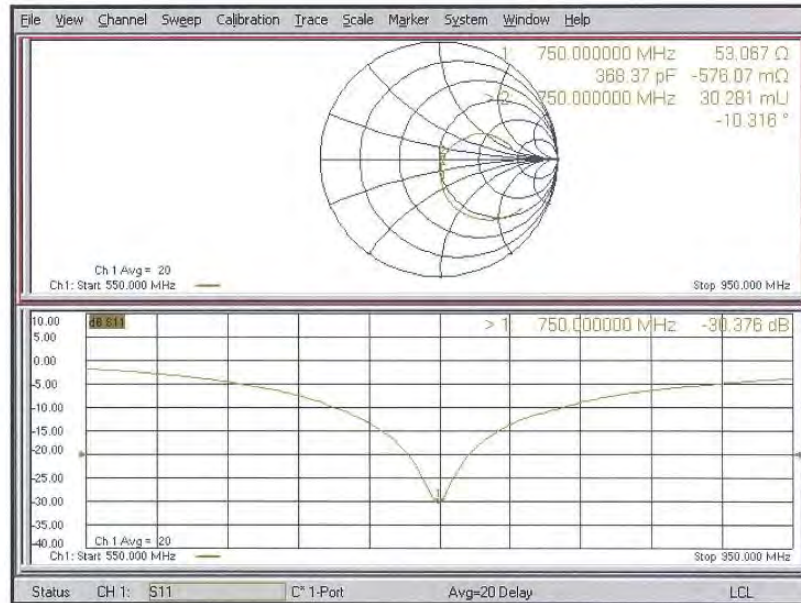 File View Channel Sweep Calibration Trace Scale Marker System Window Help
1: 750.000000 MHz 53.067 Ω
368.37 pF -576.07 mΩ
> 2: 750.000000 MHz 30.281 mU
-10.316 °
Ch 1 Avg = 20
Ch1: Start 550.000 MHz Stop 950.000 MHz
10.00 dB S11 > 1: 750.000000 MHz -30.376 dB
5.00
0.00
-5.00
-10.00
-15.00
-20.00
-25.00
-30.00 1
-35.00
-40.00 Ch 1 Avg = 20
Ch1: Start 550.000 MHz Stop 950.000 MHz
Status CH 1: S11 C* 1-Port Avg=20 Delay LCL